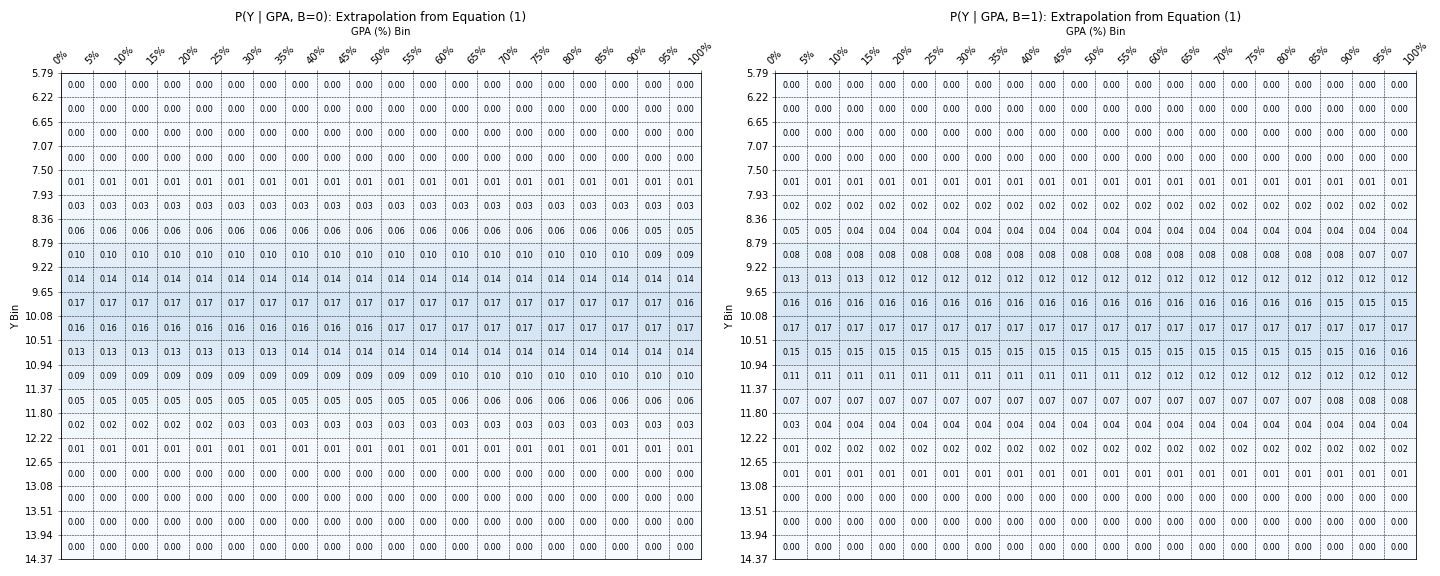 P(Y | GPA, B=0): Extrapolation from Equation (1)
GPA (%) Bin
0% 5% 10% 15% 20% 25% 30% 35% 40% 45% 50% 55% 60% 65% 70% 75% 80% 85% 90% 95% 100%
Y Bin
5.79
0.00 0.00 0.00 0.00 0.00 0.00 0.00 0.00 0.00 0.00 0.00 0.00 0.00 0.00 0.00 0.00 0.00 0.00 0.00 0.00
6.22
0.00 0.00 0.00 0.00 0.00 0.00 0.00 0.00 0.00 0.00 0.00 0.00 0.00 0.00 0.00 0.00 0.00 0.00 0.00 0.00
6.65
0.00 0.00 0.00 0.00 0.00 0.00 0.00 0.00 0.00 0.00 0.00 0.00 0.00 0.00 0.00 0.00 0.00 0.00 0.00 0.00
7.07
0.00 0.00 0.00 0.00 0.00 0.00 0.00 0.00 0.00 0.00 0.00 0.00 0.00 0.00 0.00 0.00 0.00 0.00 0.00 0.00
7.50
0.01 0.01 0.01 0.01 0.01 0.01 0.01 0.01 0.01 0.01 0.01 0.01 0.01 0.01 0.01 0.01 0.01 0.01 0.01 0.01
7.93
0.03 0.03 0.03 0.03 0.03 0.03 0.03 0.03 0.03 0.03 0.03 0.03 0.03 0.03 0.03 0.03 0.03 0.03 0.03 0.03
8.36
0.06 0.06 0.06 0.06 0.06 0.06 0.06 0.06 0.06 0.06 0.06 0.06 0.06 0.06 0.06 0.06 0.06 0.06 0.05 0.05
8.79
0.10 0.10 0.10 0.10 0.10 0.10 0.10 0.10 0.10 0.10 0.10 0.10 0.10 0.10 0.10 0.10 0.10 0.10 0.09 0.09
9.22
0.14 0.14 0.14 0.14 0.14 0.14 0.14 0.14 0.14 0.14 0.14 0.14 0.14 0.14 0.14 0.14 0.14 0.14 0.14 0.14
9.65
0.17 0.17 0.17 0.17 0.17 0.17 0.17 0.17 0.17 0.17 0.17 0.17 0.17 0.17 0.17 0.17 0.17 0.17 0.17 0.16
10.08
0.16 0.16 0.16 0.16 0.16 0.16 0.16 0.16 0.16 0.16 0.17 0.17 0.17 0.17 0.17 0.17 0.17 0.17 0.17 0.17
10.51
0.13 0.13 0.13 0.13 0.13 0.13 0.13 0.14 0.14 0.14 0.14 0.14 0.14 0.14 0.14 0.14 0.14 0.14 0.14 0.14
10.94
0.09 0.09 0.09 0.09 0.09 0.09 0.09 0.09 0.09 0.09 0.09 0.09 0.10 0.10 0.10 0.10 0.10 0.10 0.10 0.10
11.37
0.05 0.05 0.05 0.05 0.05 0.05 0.05 0.05 0.05 0.05 0.05 0.05 0.06 0.06 0.06 0.06 0.06 0.06 0.06 0.06
11.80
0.02 0.02 0.02 0.02 0.02 0.03 0.03 0.03 0.03 0.03 0.03 0.03 0.03 0.03 0.03 0.03 0.03 0.03 0.03 0.03
12.22
0.01 0.01 0.01 0.01 0.01 0.01 0.01 0.01 0.01 0.01 0.01 0.01 0.01 0.01 0.01 0.01 0.01 0.01 0.01 0.01
12.65
0.00 0.00 0.00 0.00 0.00 0.00 0.00 0.00 0.00 0.00 0.00 0.00 0.00 0.00 0.00 0.00 0.00 0.00 0.00 0.00
13.08
0.00 0.00 0.00 0.00 0.00 0.00 0.00 0.00 0.00 0.00 0.00 0.00 0.00 0.00 0.00 0.00 0.00 0.00 0.00 0.00
13.51
0.00 0.00 0.00 0.00 0.00 0.00 0.00 0.00 0.00 0.00 0.00 0.00 0.00 0.00 0.00 0.00 0.00 0.00 0.00 0.00
13.94
0.00 0.00 0.00 0.00 0.00 0.00 0.00 0.00 0.00 0.00 0.00 0.00 0.00 0.00 0.00 0.00 0.00 0.00 0.00 0.00
14.37
P(Y | GPA, B=1): Extrapolation from Equation (1)
GPA (%) Bin
0% 5% 10% 15% 20% 25% 30% 35% 40% 45% 50% 55% 60% 65% 70% 75% 80% 85% 90% 95% 100%
Y Bin
5.79
0.00 0.00 0.00 0.00 0.00 0.00 0.00 0.00 0.00 0.00 0.00 0.00 0.00 0.00 0.00 0.00 0.00 0.00 0.00 0.00
6.22
0.00 0.00 0.00 0.00 0.00 0.00 0.00 0.00 0.00 0.00 0.00 0.00 0.00 0.00 0.00 0.00 0.00 0.00 0.00 0.00
6.65
0.00 0.00 0.00 0.00 0.00 0.00 0.00 0.00 0.00 0.00 0.00 0.00 0.00 0.00 0.00 0.00 0.00 0.00 0.00 0.00
7.07
0.00 0.00 0.00 0.00 0.00 0.00 0.00 0.00 0.00 0.00 0.00 0.00 0.00 0.00 0.00 0.00 0.00 0.00 0.00 0.00
7.50
0.01 0.01 0.01 0.01 0.01 0.01 0.01 0.01 0.01 0.01 0.01 0.01 0.01 0.01 0.01 0.01 0.01 0.01 0.01 0.01
7.93
0.02 0.02 0.02 0.02 0.02 0.02 0.02 0.02 0.02 0.02 0.02 0.02 0.02 0.02 0.02 0.02 0.02 0.02 0.02 0.02
8.36
0.05 0.05 0.04 0.04 0.04 0.04 0.04 0.04 0.04 0.04 0.04 0.04 0.04 0.04 0.04 0.04 0.04 0.04 0.04 0.04
8.79
0.08 0.08 0.08 0.08 0.08 0.08 0.08 0.08 0.08 0.08 0.08 0.08 0.08 0.08 0.08 0.08 0.08 0.08 0.07 0.07
9.22
0.13 0.13 0.13 0.12 0.12 0.12 0.12 0.12 0.12 0.12 0.12 0.12 0.12 0.12 0.12 0.12 0.12 0.12 0.12 0.12
9.65
0.16 0.16 0.16 0.16 0.16 0.16 0.16 0.16 0.16 0.16 0.16 0.16 0.16 0.16 0.16 0.16 0.16 0.15 0.15 0.15
10.08
0.17 0.17 0.17 0.17 0.17 0.17 0.17 0.17 0.17 0.17 0.17 0.17 0.17 0.17 0.17 0.17 0.17 0.17 0.17 0.17
10.51
0.15 0.15 0.15 0.15 0.15 0.15 0.15 0.15 0.15 0.15 0.15 0.15 0.15 0.15 0.15 0.15 0.15 0.15 0.16 0.16
10.94
0.11 0.11 0.11 0.11 0.11 0.11 0.11 0.11 0.11 0.11 0.11 0.11 0.12 0.12 0.12 0.12 0.12 0.12 0.12 0.12
11.37
0.07 0.07 0.07 0.07 0.07 0.07 0.07 0.07 0.07 0.07 0.07 0.07 0.07 0.07 0.07 0.07 0.07 0.08 0.08 0.08
11.80
0.03 0.04 0.04 0.04 0.04 0.04 0.04 0.04 0.04 0.04 0.04 0.04 0.04 0.04 0.04 0.04 0.04 0.04 0.04 0.04
12.22
0.01 0.02 0.02 0.02 0.02 0.02 0.02 0.02 0.02 0.02 0.02 0.02 0.02 0.02 0.02 0.02 0.02 0.02 0.02 0.02
12.65
0.01 0.01 0.01 0.01 0.01 0.01 0.01 0.01 0.01 0.01 0.01 0.01 0.01 0.01 0.01 0.01 0.01 0.01 0.01 0.01
13.08
0.00 0.00 0.00 0.00 0.00 0.00 0.00 0.00 0.00 0.00 0.00 0.00 0.00 0.00 0.00 0.00 0.00 0.00 0.00 0.00
13.51
0.00 0.00 0.00 0.00 0.00 0.00 0.00 0.00 0.00 0.00 0.00 0.00 0.00 0.00 0.00 0.00 0.00 0.00 0.00 0.00
13.94
0.00 0.00 0.00 0.00 0.00 0.00 0.00 0.00 0.00 0.00 0.00 0.00 0.00 0.00 0.00 0.00 0.00 0.00 0.00 0.00
14.37